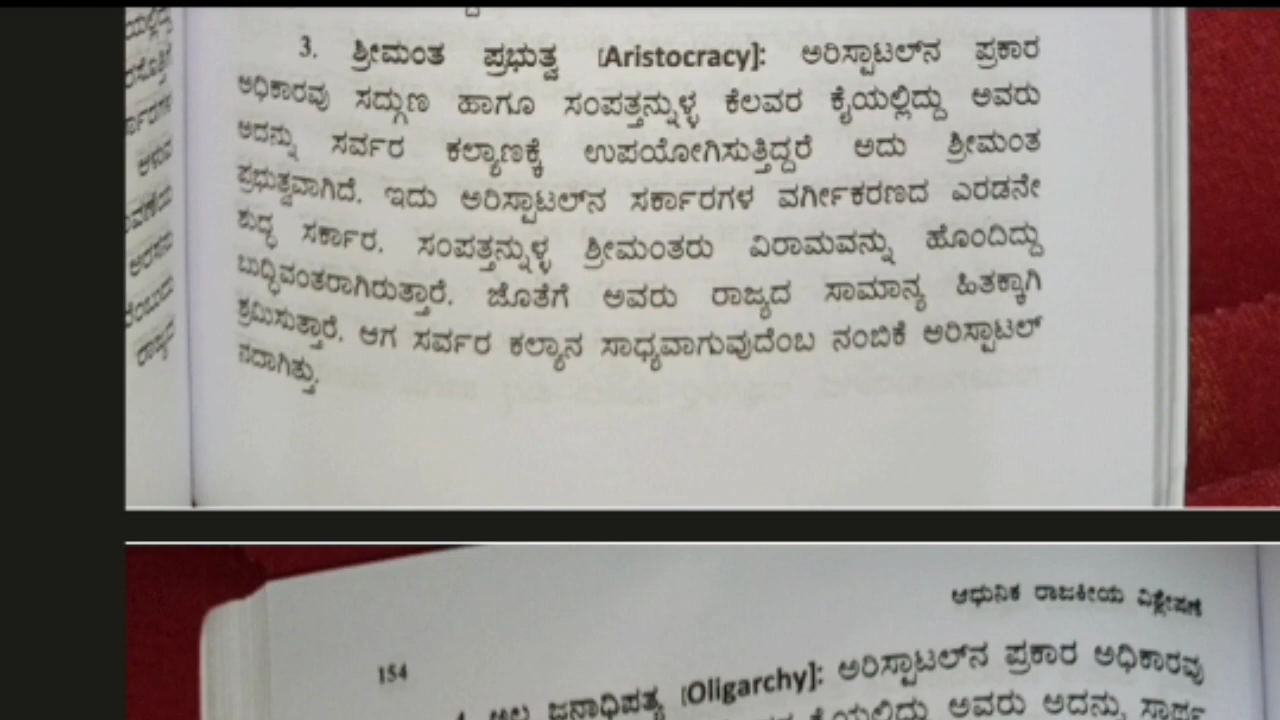 3. ಶ್ರೀಮಂತ ಪ್ರಭುತ್ವ [Aristocracy]: ಅರಿಸ್ಪಾಟಲ್‌ನ ಪ್ರಕಾರ
ಅಧಿಕಾರವು ಸದ್ಗುಣ ಹಾಗೂ ಸಂಪತ್ತನ್ನುಳ್ಳ ಕೆಲವರ ಕೈಯಲ್ಲಿದ್ದು ಅವರು
ಅದನ್ನು ಸರ್ವರ ಕಲ್ಯಾಣಕ್ಕೆ ಉಪಯೋಗಿಸುತ್ತಿದ್ದರೆ ಅದು ಶ್ರೀಮಂತ
ಪ್ರಭುತ್ವವಾಗಿದೆ. ಇದು ಅರಿಸ್ಪಾಟಲ್‌ನ ಸರ್ಕಾರಗಳ ವರ್ಗೀಕರಣದ ಎರಡನೇ
ಶುದ್ಧ ಸರ್ಕಾರ. ಸಂಪತ್ತನ್ನುಳ್ಳ ಶ್ರೀಮಂತರು ವಿರಾಮವನ್ನು ಹೊಂದಿದ್ದು
ಬುದ್ಧಿವಂತರಾಗಿರುತ್ತಾರೆ. ಜೊತೆಗೆ ಅವರು ರಾಜ್ಯದ ಸಾಮಾನ್ಯ ಹಿತಕ್ಕಾಗಿ
ಶ್ರಮಿಸುತ್ತಾರೆ. ಆಗ ಸರ್ವರ ಕಲ್ಯಾನ ಸಾಧ್ಯವಾಗುವುದೆಂಬ ನಂಬಿಕೆ ಅರಿಸ್ಪಾಟಲ್
ನದಾಗಿತ್ತು.
ಆಧುನಿಕ ರಾಜಕೀಯ ವಿಶ್ಲೇಷಣೆ
154
ಜನಾಧಿಪತ್ಯ [Oligarchy]: ಅರಿಸ್ಪಾಟಲ್‌ನ ಪ್ರಕಾರ ಅಧಿಕಾರವು
ಕೈಯಲ್ಲಿದ್ದು ಅವರು ಅದನ್ನು